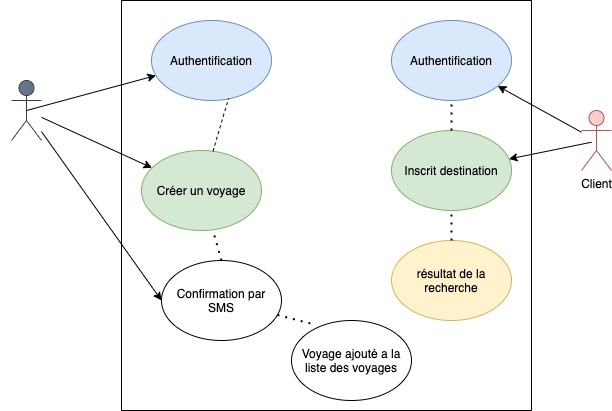 Authentification
Authentification
Créer un voyage
Inscrit destination
Client
Confirmation par
SMS
résultat de la
recherche
Voyage ajouté a la
liste des voyages